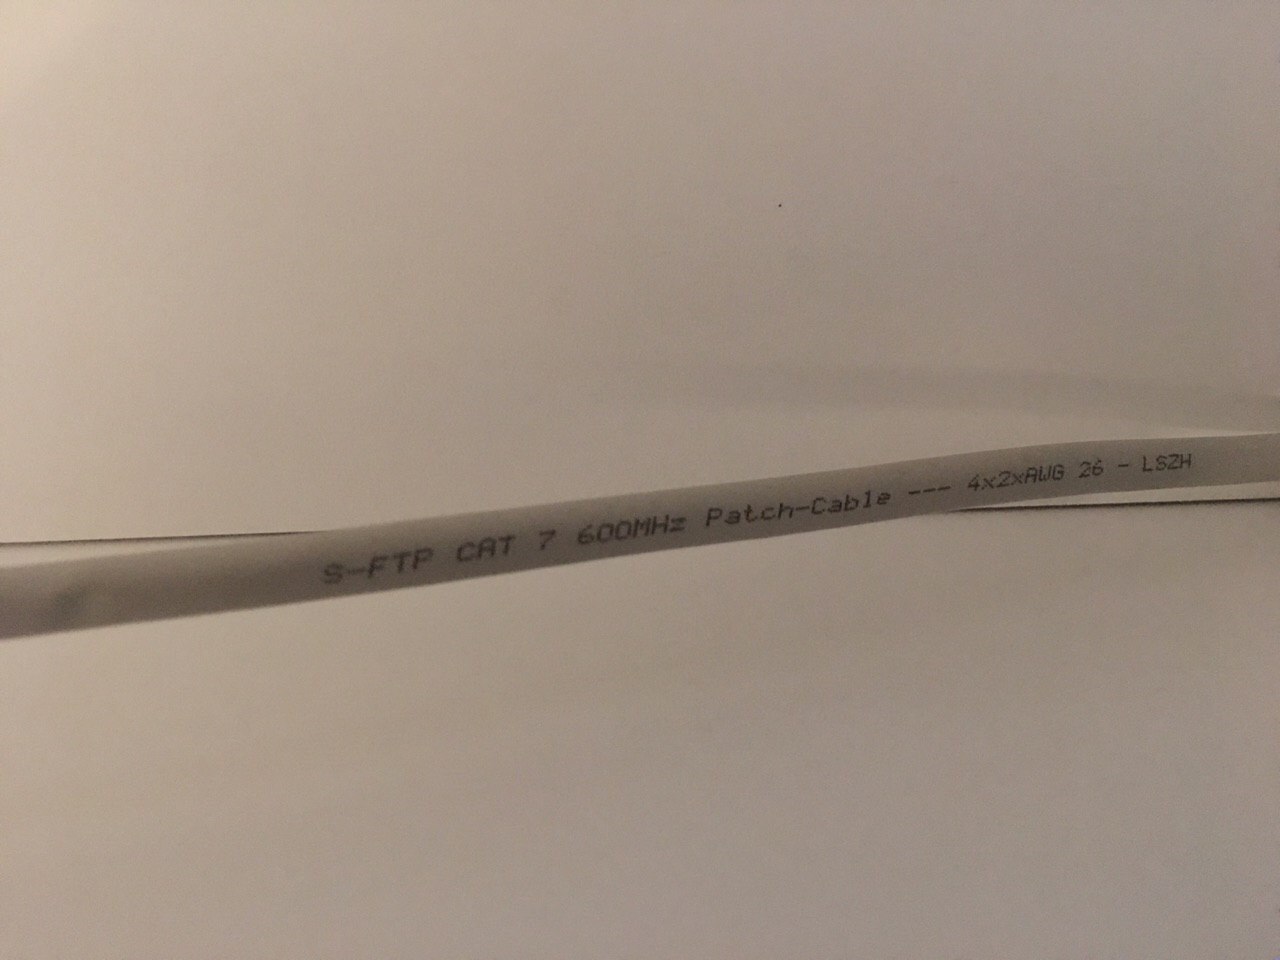 S-FTP CAT 7 600MHz Patch-Cable --- 4x2xAWG 26 - LSZH